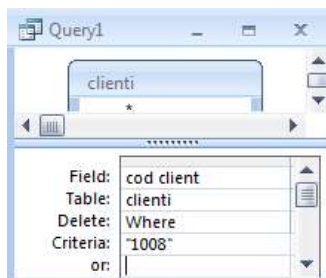 Query1
clienti
*
Field: cod client
Table: clienti
Delete: Where
Criteria: "1008"
or: